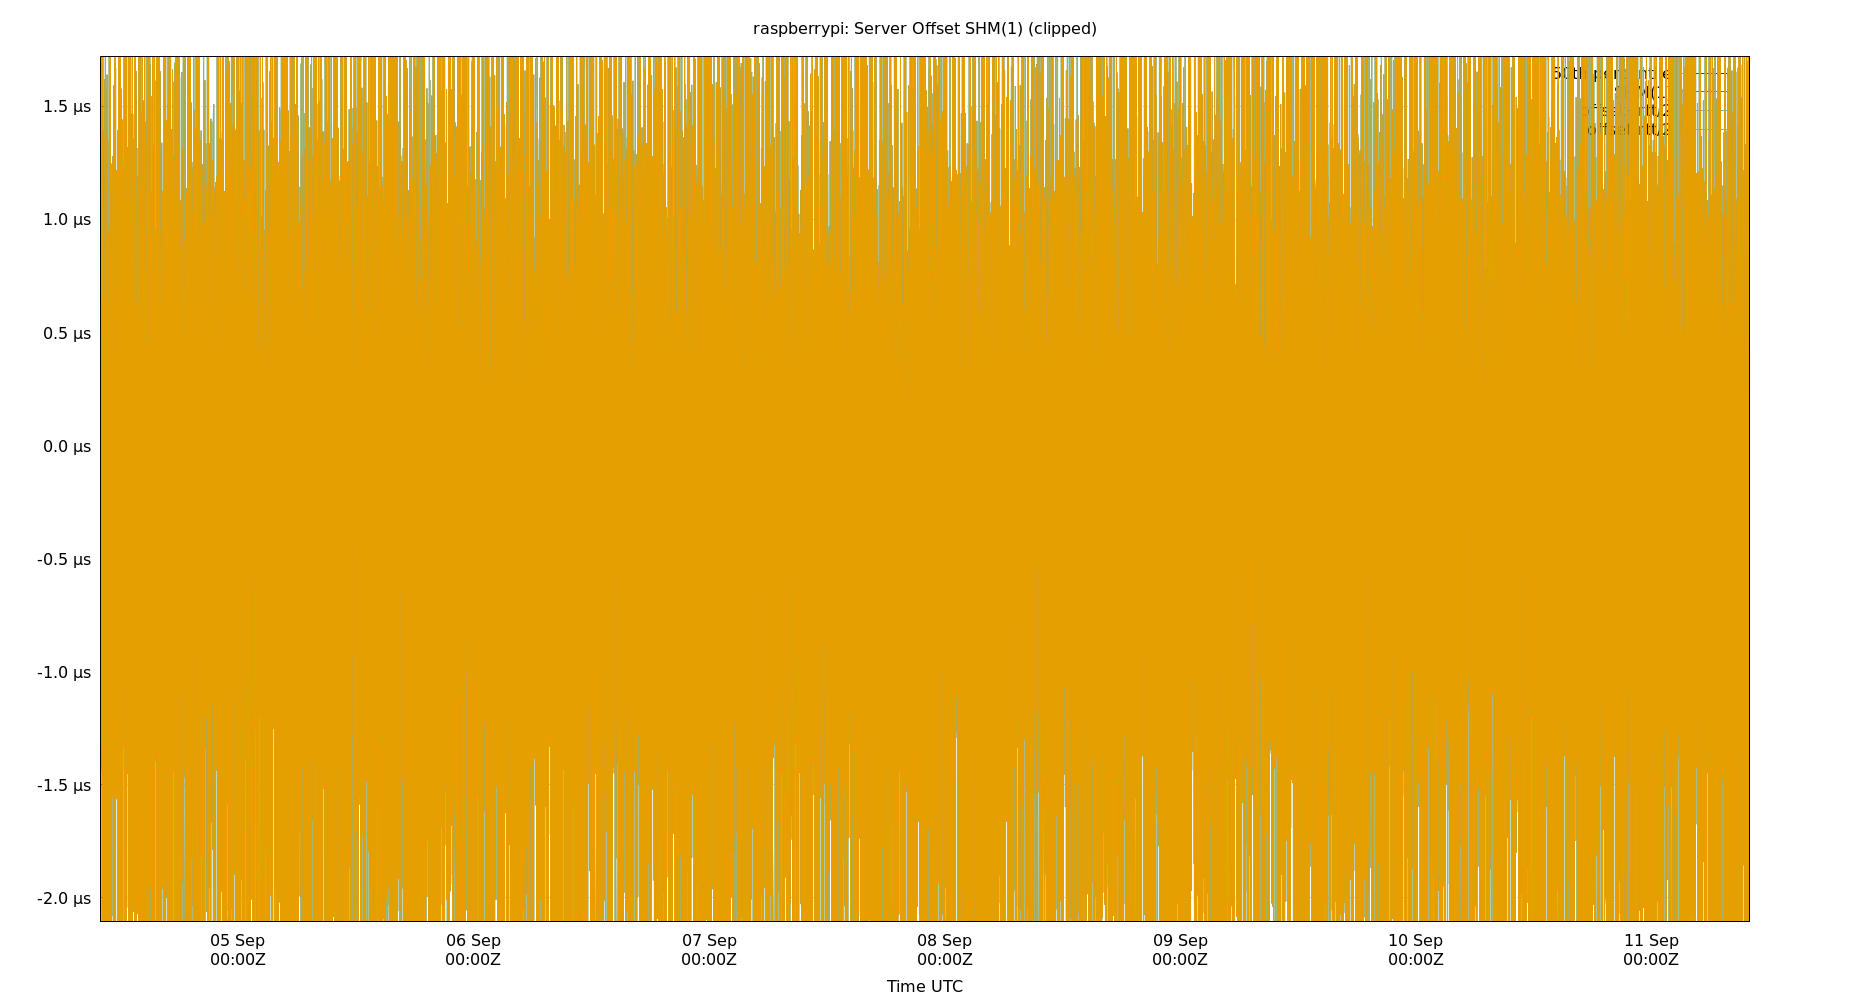 raspberrypi: Server Offset SHM(1) (clipped)
1.5 µs
1.0 µs
0.5 µs
0.0 µs
-0.5 µs
-1.0 µs
-1.5 µs
-2.0 µs
05 Sep
00:00Z
06 Sep
00:00Z
07 Sep
00:00Z
08 Sep
00:00Z
09 Sep
00:00Z
10 Sep
00:00Z
11 Sep
00:00Z
Time UTC